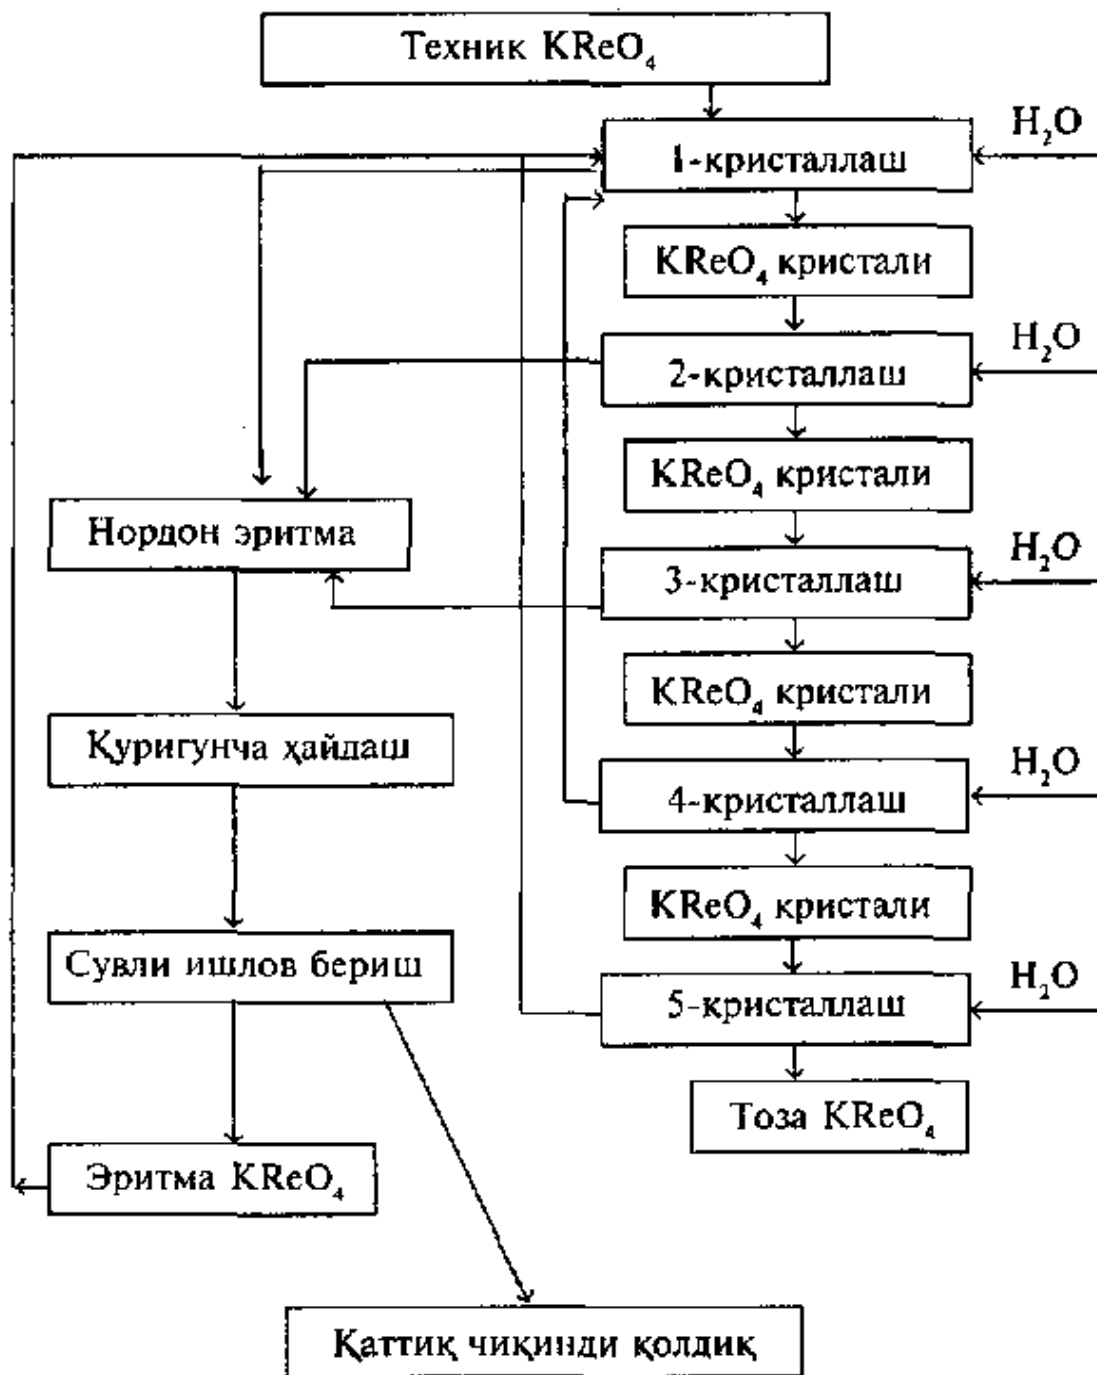 Техник KReO₄
H₂O
1-кристаллаш
KReO₄ кристали
H₂O
2-кристаллаш
KReO₄ кристали
Нордон эритма
H₂O
3-кристаллаш
KReO₄ кристали
Қуригунча ҳайдаш
H₂O
4-кристаллаш
KReO₄ кристали
Сувли ишлов бериш
H₂O
5-кристаллаш
Тоза KReO₄
Эритма KReO₄
Қаттиқ чиқинди қолдиқ